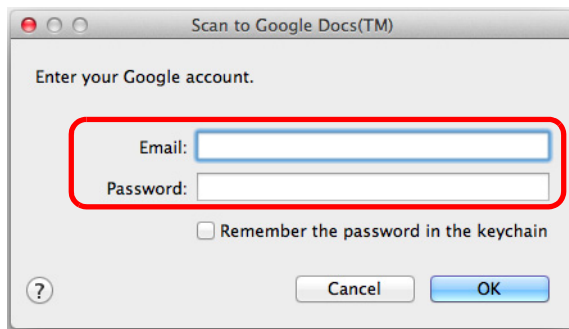 Scan to Google Docs(TM)
Enter your Google account.
Email:
Password:
Remember the password in the keychain
?
Cancel
OK